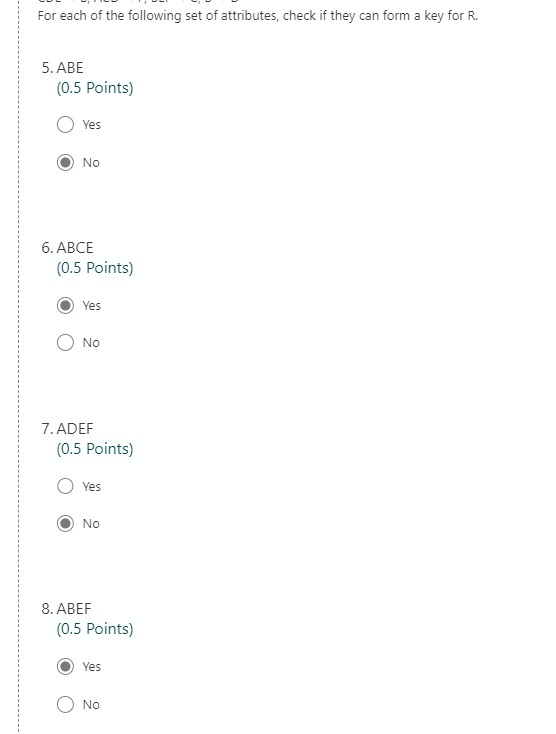 For each of the following set of attributes, check if they can form a key for R.
5. ABE
(0.5 Points)
Yes
No
6. ABCE
(0.5 Points)
Yes
No
7. ADEF
(0.5 Points)
Yes
No
8. ABEF
(0.5 Points)
Yes
No